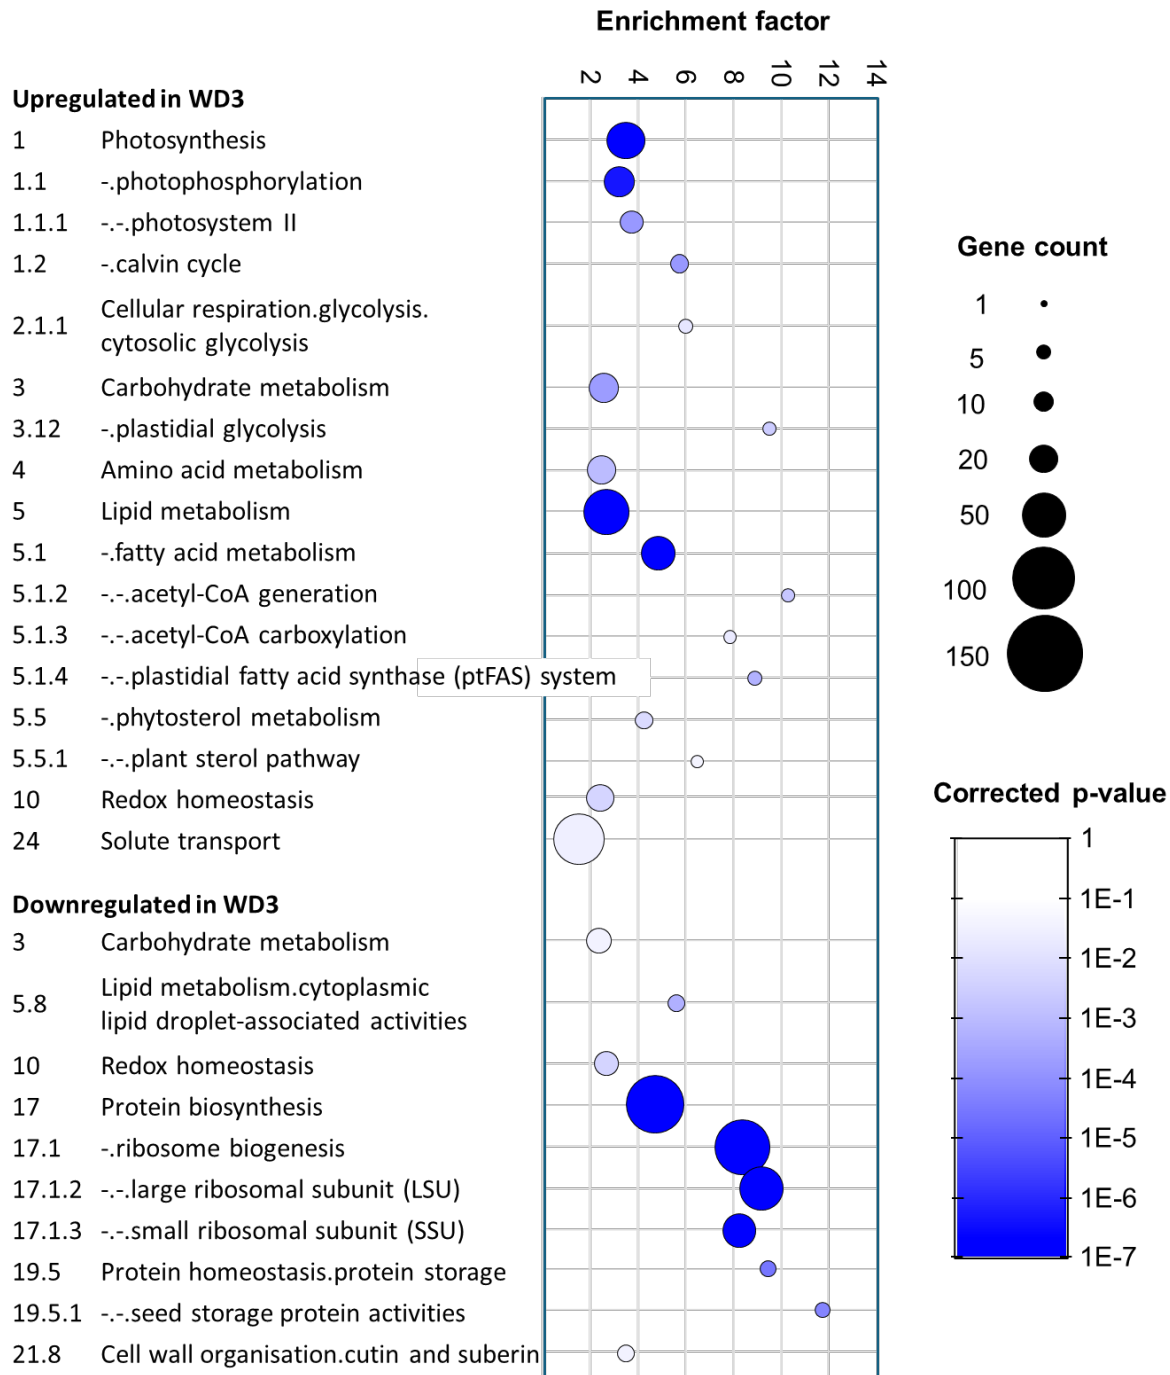 Enrichment factor
2 4 6 8 10 12 14
Upregulated in WD3
1 Photosynthesis
1.1 -.photophosphorylation
1.1.1 -.-.photosystem II
1.2 -.calvin cycle
2.1.1 Cellular respiration.glycolysis.
cytosolic glycolysis
3 Carbohydrate metabolism
3.12 -.plastidial glycolysis
4 Amino acid metabolism
5 Lipid metabolism
5.1 -.fatty acid metabolism
5.1.2 -.-.acetyl-CoA generation
5.1.3 -.-.acetyl-CoA carboxylation
5.1.4 -.-.plastidial fatty acid synthase (ptFAS) system
5.5 -.phytosterol metabolism
5.5.1 -.-.plant sterol pathway
10 Redox homeostasis
24 Solute transport
Downregulated in WD3
3 Carbohydrate metabolism
5.8 Lipid metabolism.cytoplasmic
lipid droplet-associated activities
10 Redox homeostasis
17 Protein biosynthesis
17.1 -.ribosome biogenesis
17.1.2 -.-.large ribosomal subunit (LSU)
17.1.3 -.-.small ribosomal subunit (SSU)
19.5 Protein homeostasis.protein storage
19.5.1 -.-.seed storage protein activities
21.8 Cell wall organisation.cutin and suberin
Gene count
1
5
10
20
50
100
150
Corrected p-value
1
1E-1
1E-2
1E-3
1E-4
1E-5
1E-6
1E-7